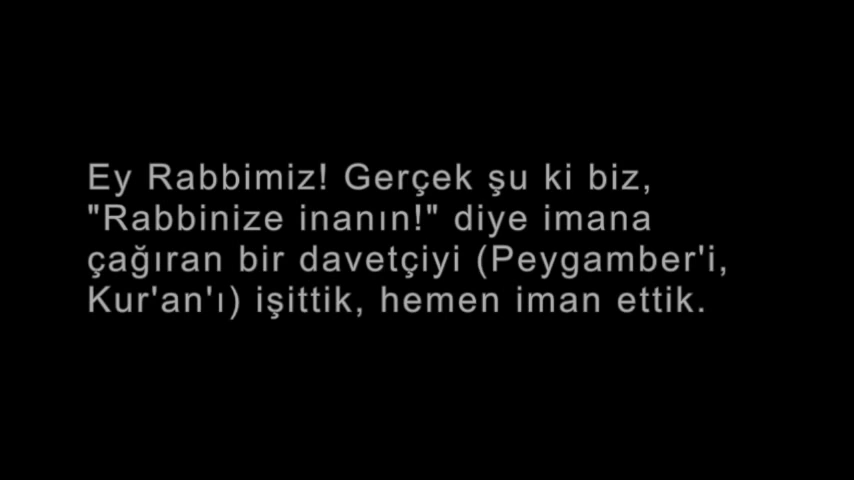 Ey Rabbimiz! Gerçek şu ki biz,
"Rabbinize inanın!" diye imana
çağıran bir davetçiyi (Peygamber'i,
Kur'an'ı) işittik, hemen iman ettik.